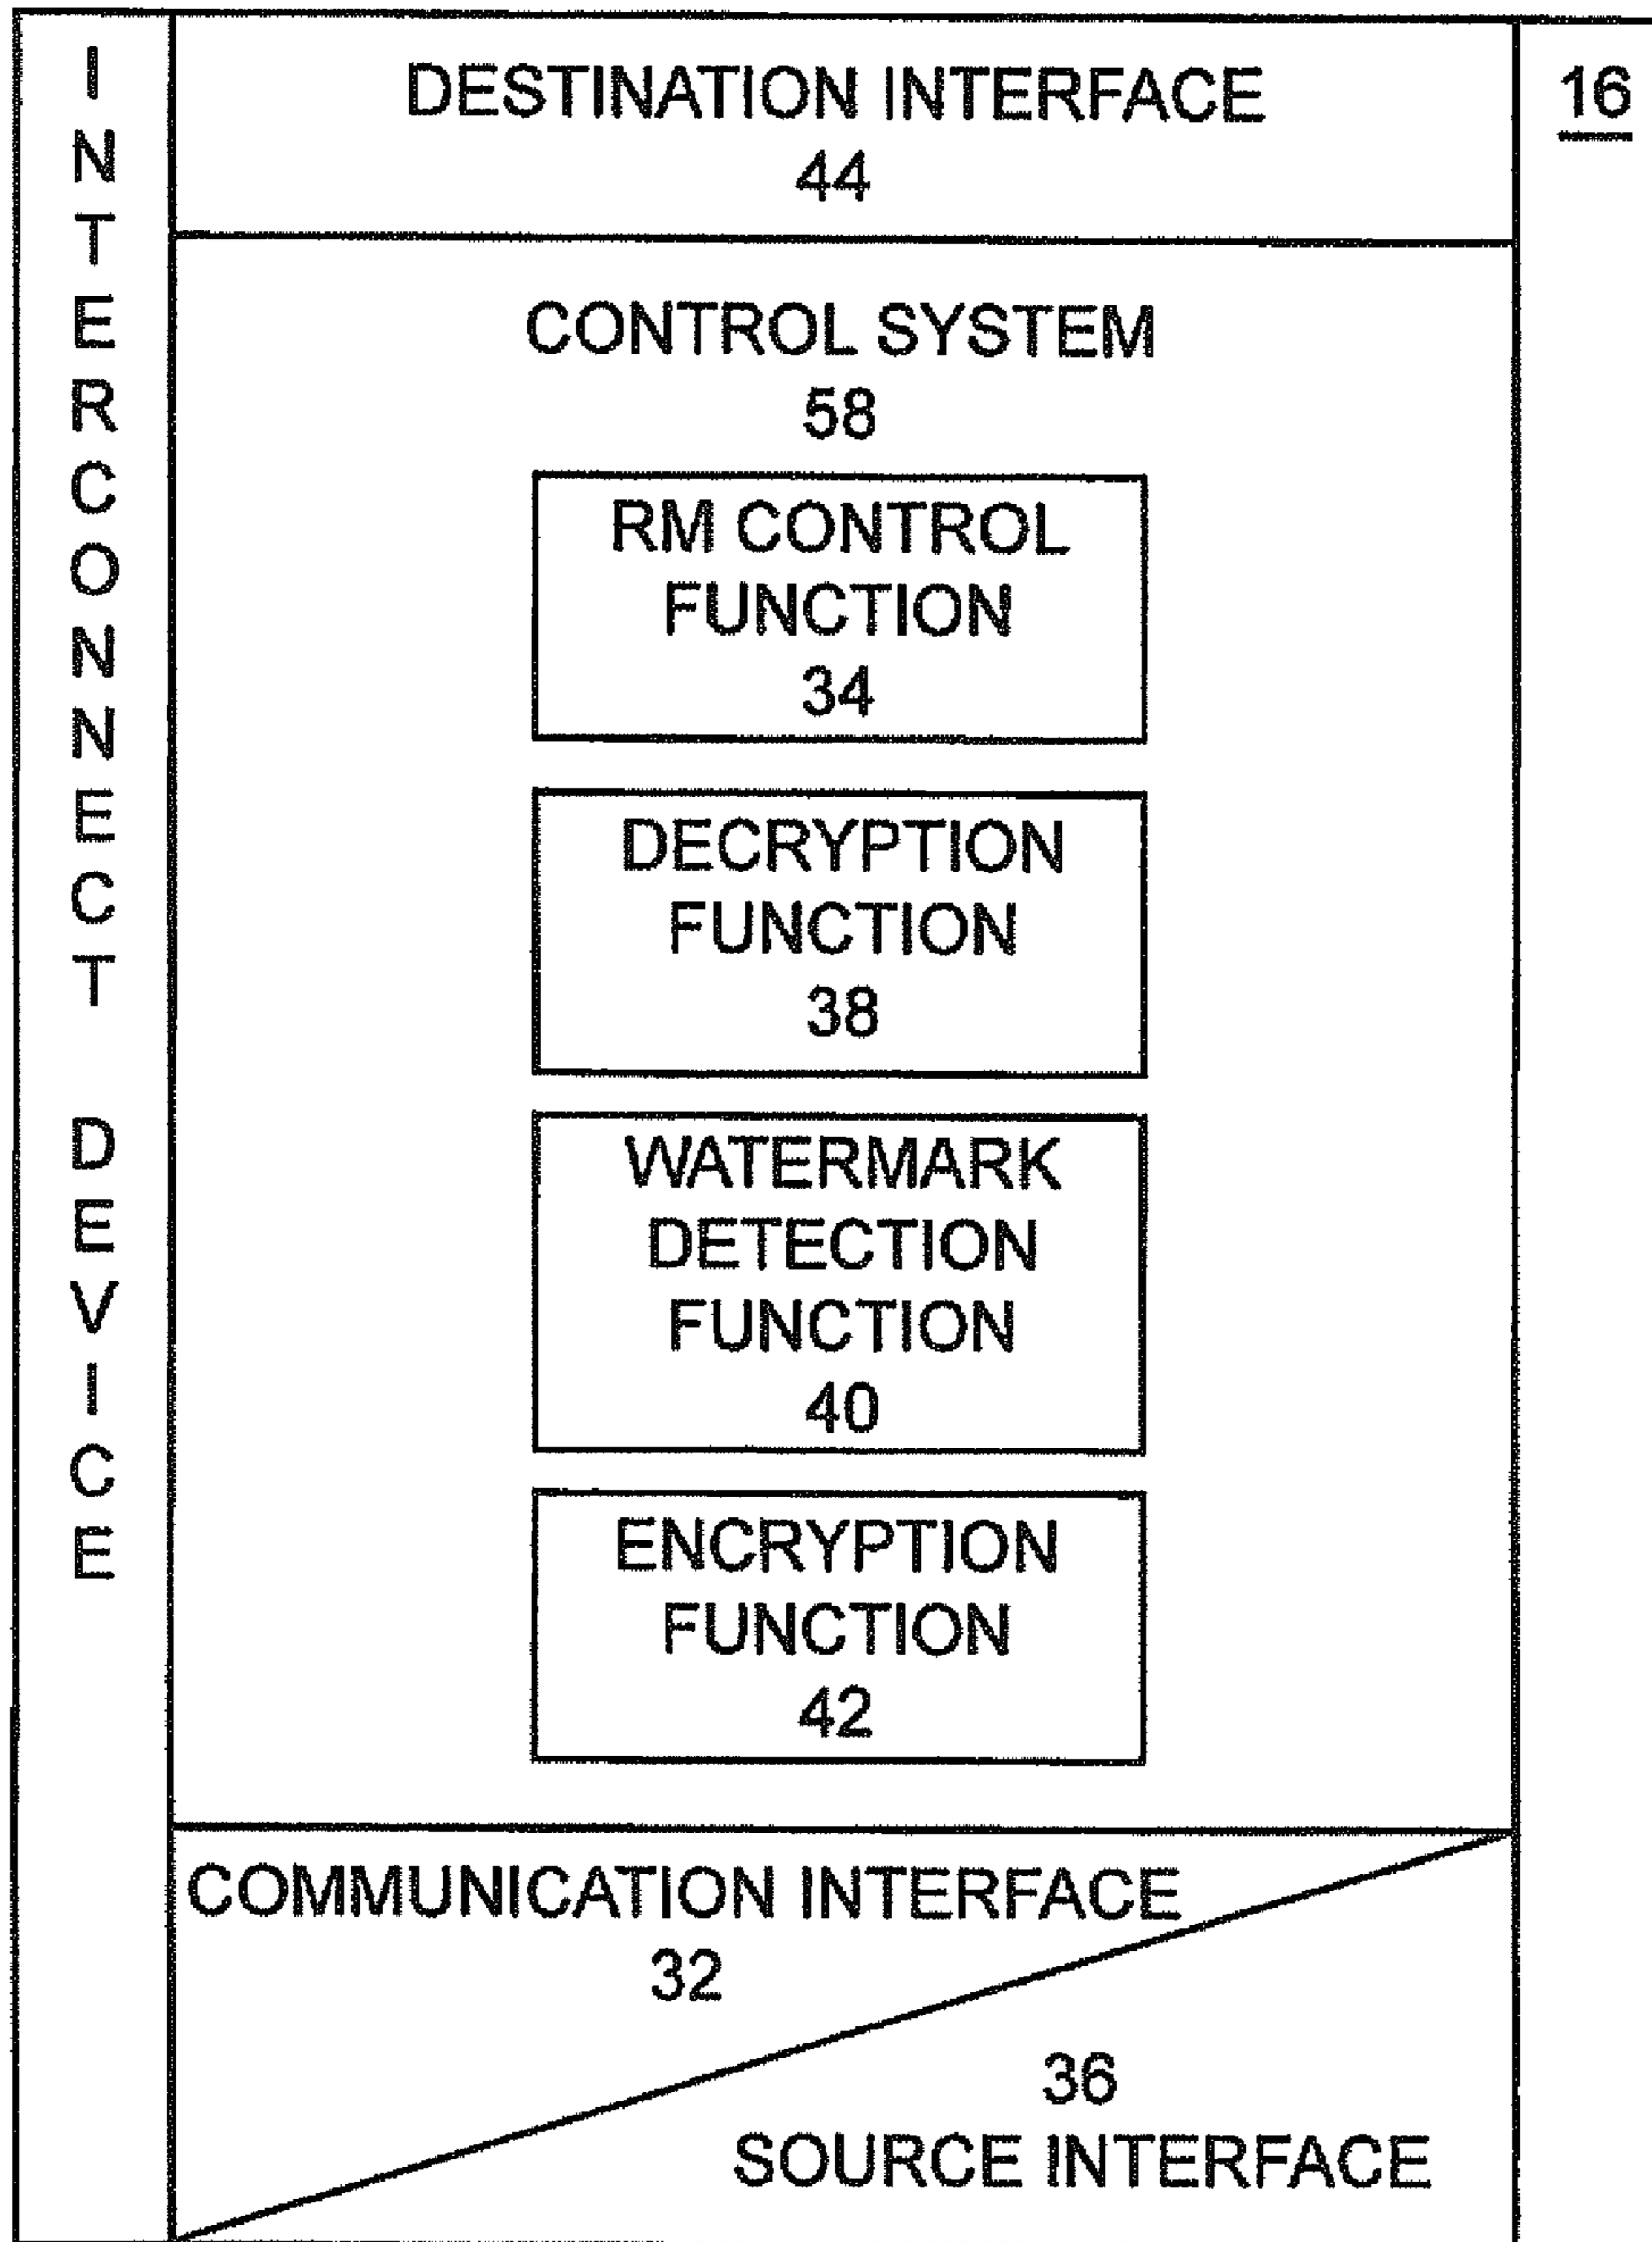 INTERCONNECT DEVICE
DESTINATION INTERFACE
44
16
CONTROL SYSTEM
58
RM CONTROL
FUNCTION
34
DECRYPTION
FUNCTION
38
WATERMARK
DETECTION
FUNCTION
40
ENCRYPTION
FUNCTION
42
COMMUNICATION INTERFACE
32
36
SOURCE INTERFACE